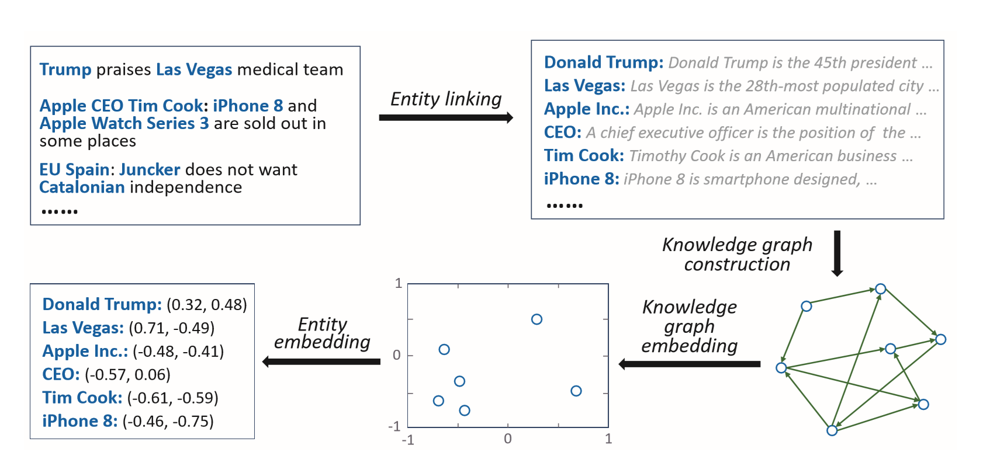 Trump praises Las Vegas medical team
Apple CEO Tim Cook: iPhone 8 and
Apple Watch Series 3 are sold out in
some places
EU Spain: Juncker does not want
Catalonian independence
......
Entity linking
Donald Trump: Donald Trump is the 45th president ...
Las Vegas: Las Vegas is the 28th-most populated city ...
Apple Inc.: Apple Inc. is an American multinational ...
CEO: A chief executive officer is the position of the ...
Tim Cook: Timothy Cook is an American business ...
iPhone 8: iPhone 8 is smartphone designed, ...
......
Knowledge graph
construction
Knowledge
graph
embedding
1
0
-1
-1
0
1
Entity
embedding
Donald Trump: (0.32, 0.48)
Las Vegas: (0.71, -0.49)
Apple Inc.: (-0.48, -0.41)
CEO: (-0.57, 0.06)
Tim Cook: (-0.61, -0.59)
iPhone 8: (-0.46, -0.75)